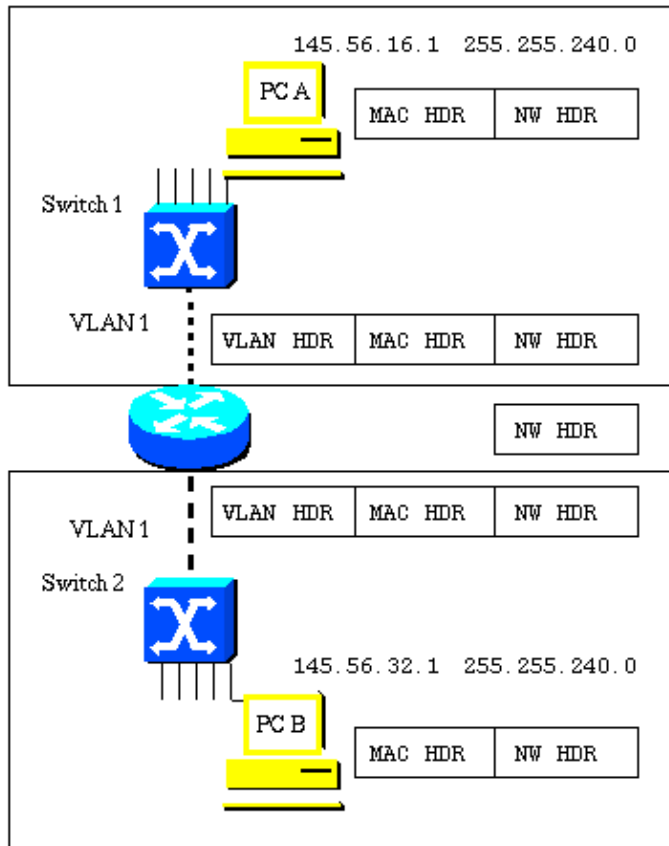 145.56.16.1 255.255.240.0
PC A
MAC HDR NW HDR
Switch 1
VLAN 1
VLAN HDR MAC HDR NW HDR
NW HDR
VLAN HDR MAC HDR NW HDR
VLAN 1
Switch 2
145.56.32.1 255.255.240.0
PC B
MAC HDR NW HDR